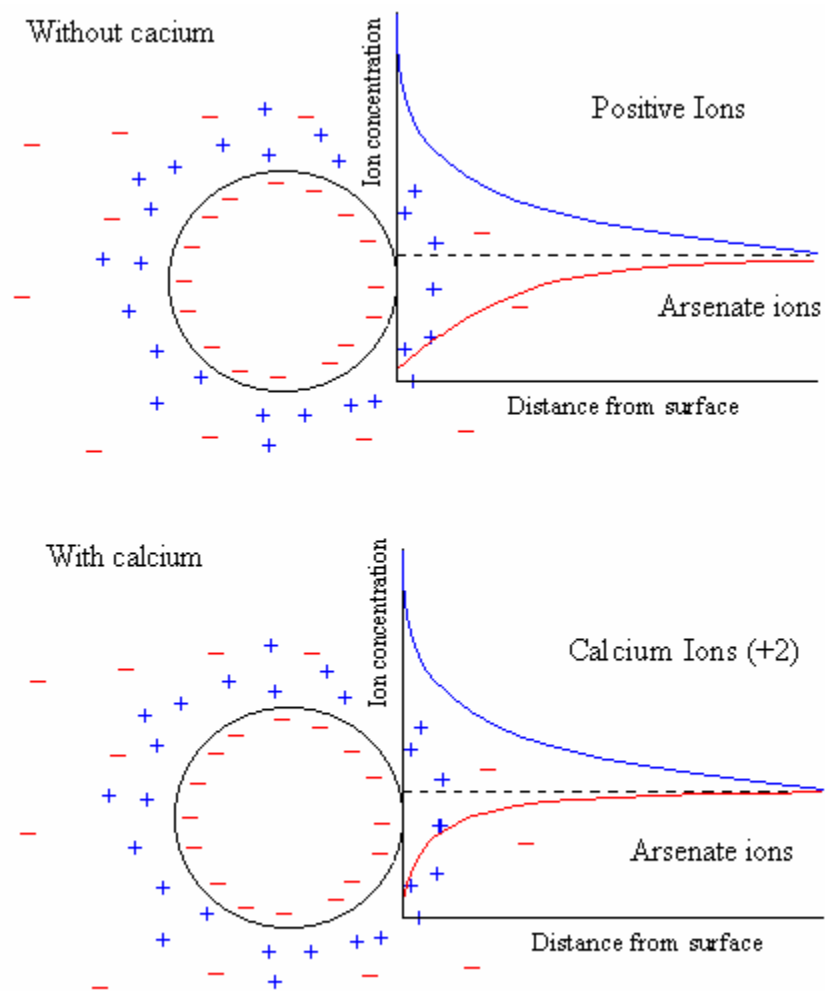 Without cacium
Ion concentration
Positive Ions
Arsenate ions
Distance from surface
With calcium
Ion concentration
Calcium Ions (+2)
Arsenate ions
Distance from surface